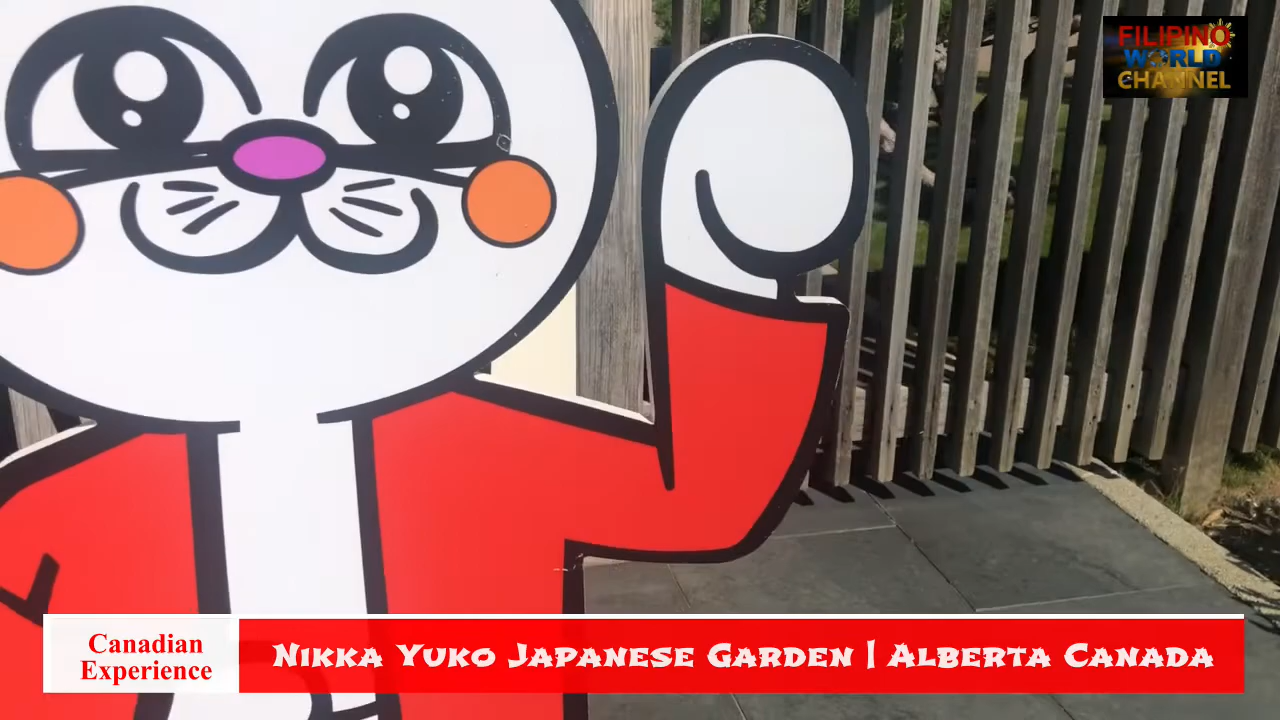 FILIPINO
WORLD
CHANNEL
Canadian
Experience
Nikka Yuko Japanese Garden | Alberta Canada